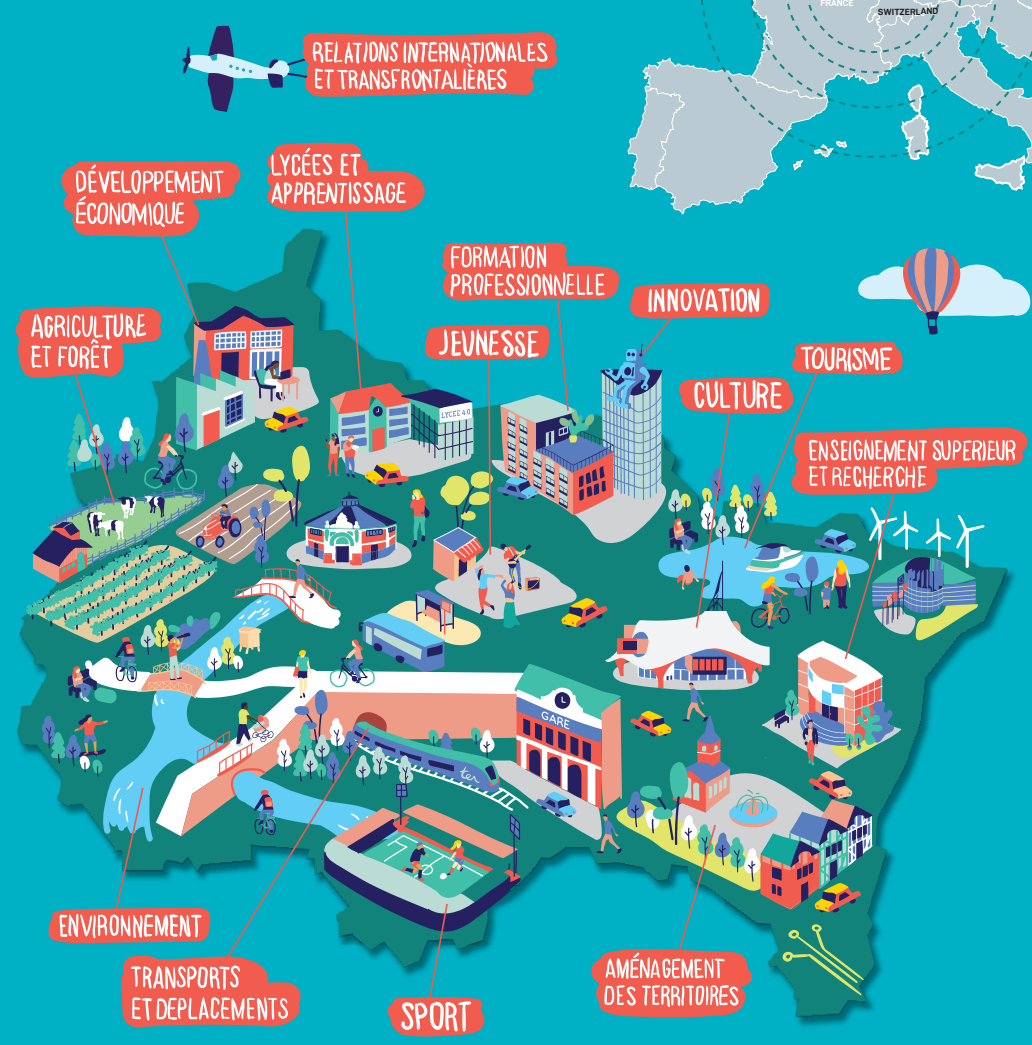 FRANCE
SWITZERLAND
RELATIONS INTERNATIONALES
ET TRANSFRONTALIÈRES
LYCÉES ET
APPRENTISSAGE
DÉVELOPPEMENT
ÉCONOMIQUE
FORMATION
PROFESSIONNELLE
INNOVATION
AGRICULTURE
ET FORÊT
JEUNESSE
TOURISME
CULTURE
LYCEE 4.0
ENSEIGNEMENT SUPERIEUR
ET RECHERCHE
GARE
ter
ENVIRONNEMENT
TRANSPORTS
ET DEPLACEMENTS
SPORT
AMÉNAGEMENT
DES TERRITOIRES